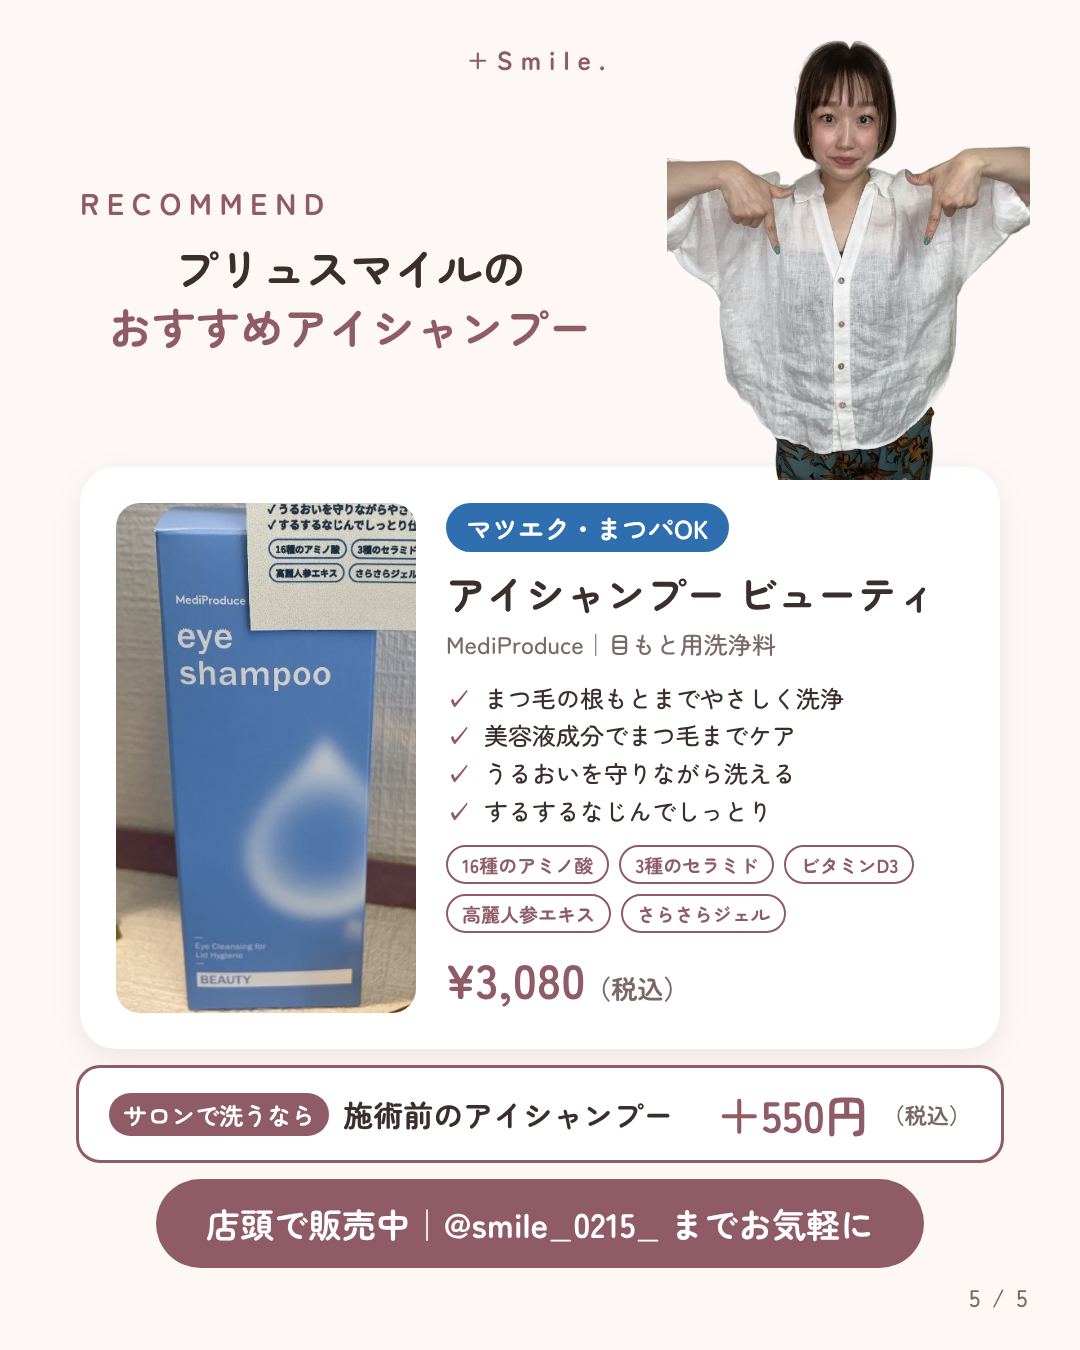 ＋Smile.
RECOMMEND
プリュスマイルの
おすすめアイシャンプー
✓うるおいを守りながらやさ
✓するするなじんでしっとり仕
16種のアミノ酸 3種のセラミド
高麗人参エキス さらさらジェル
MediProduce
eye
shampoo
Eye Cleansing for
Lid Hygiene
BEAUTY
マツエク・まつパOK
アイシャンプー ビューティ
MediProduce｜目もと用洗浄料
✓ まつ毛の根もとまでやさしく洗浄
✓ 美容液成分でまつ毛までケア
✓ うるおいを守りながら洗える
✓ するするなじんでしっとり
16種のアミノ酸 3種のセラミド ビタミンD3
高麗人参エキス さらさらジェル
¥3,080（税込）
サロンで洗うなら 施術前のアイシャンプー ＋550円（税込）
店頭で販売中｜@smile_0215_ までお気軽に
5 / 5